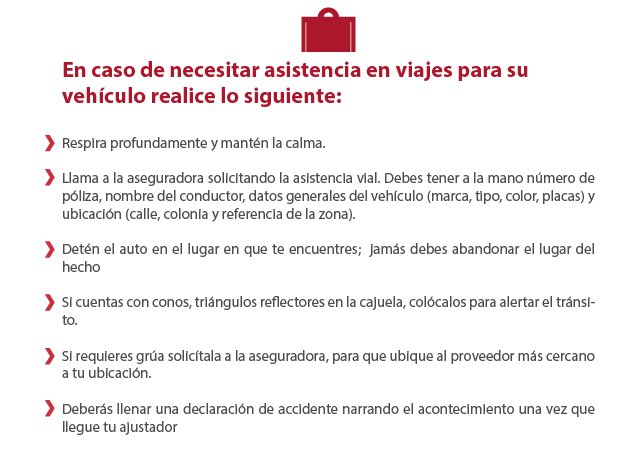 En caso de necesitar asistencia en viajes para su
vehículo realice lo siguiente:
Respira profundamente y mantén la calma.
Llama a la aseguradora solicitando la asistencia vial. Debes tener a la mano número de
póliza, nombre del conductor, datos generales del vehículo (marca, tipo, color, placas) y
ubicación (calle, colonia y referencia de la zona).
Detén el auto en el lugar en que te encuentres;  Jamás debes abandonar el lugar del
hecho
Si cuentas con conos, triángulos reflectores en la cajuela, colócalos para alertar el tránsi-
to.
Si requieres grúa solicítala a la aseguradora, para que ubique al proveedor más cercano
a tu ubicación.
Deberás llenar una declaración de accidente narrando el acontecimiento una vez que
llegue tu ajustador